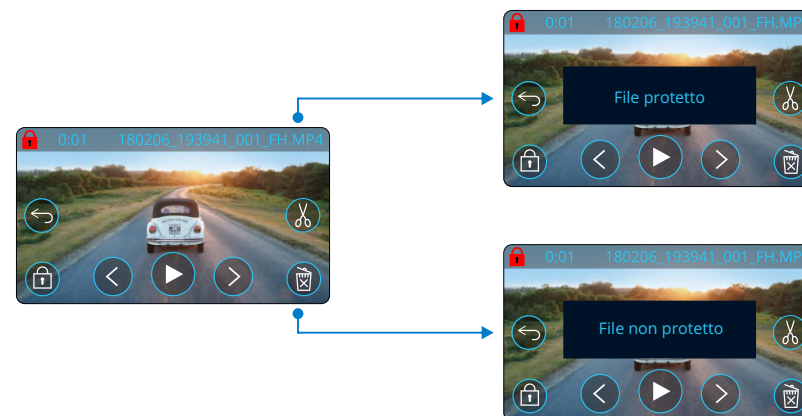 0:01 180206_193941_001_FH.MP4
0:01 180206_193941_001_FH.MP
File protetto
0:01 180206_193941_001_FH.MP
File non protetto